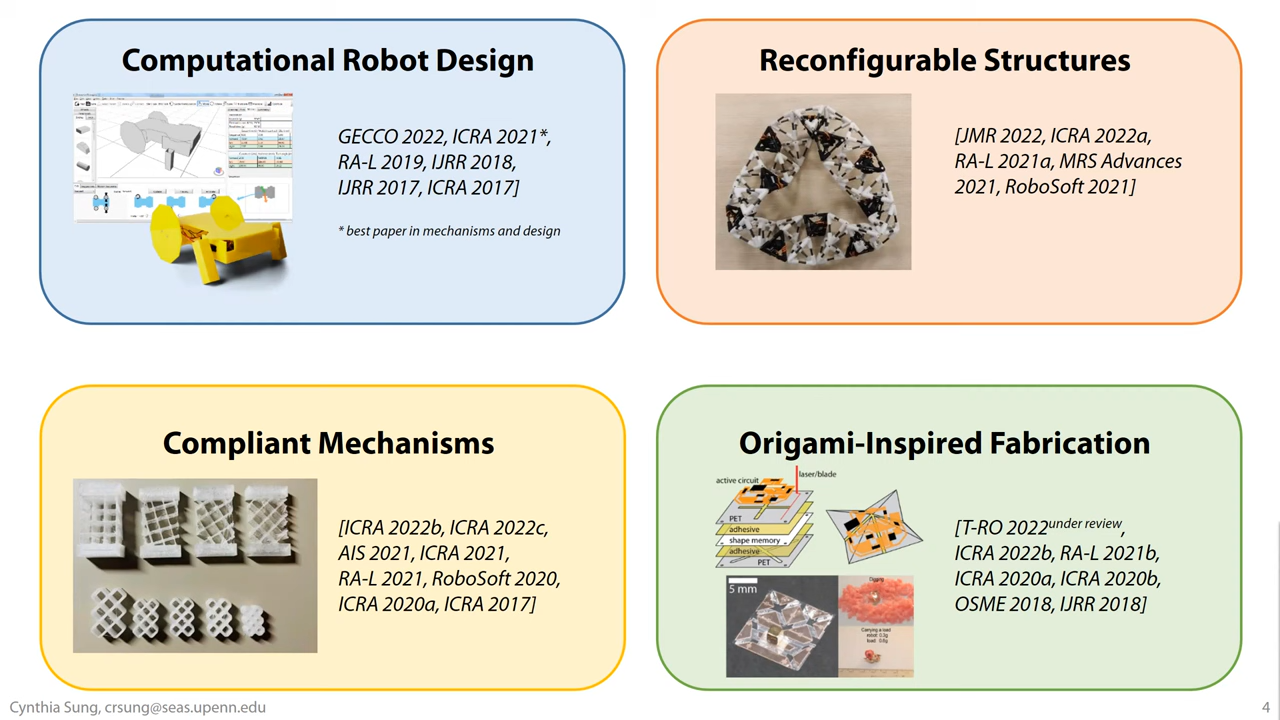 Computational Robot Design
GECCO 2022, ICRA 2021*,
RA-L 2019, IJRR 2018,
IJRR 2017, ICRA 2017]
* best paper in mechanisms and design
Reconfigurable Structures
[JMR 2022, ICRA 2022a,
RA-L 2021a, MRS Advances
2021, RoboSoft 2021]
Compliant Mechanisms
[ICRA 2022b, ICRA 2022c,
AIS 2021, ICRA 2021,
RA-L 2021, RoboSoft 2020,
ICRA 2020a, ICRA 2017]
Origami-Inspired Fabrication
active circuit
laser/blade
PET
adhesive
shape memory
adhesive
PET
5 mm
Digging
Carrying a load
[T-RO 2022under review,
ICRA 2022b, RA-L 2021b,
ICRA 2020a, ICRA 2020b,
OSME 2018, IJRR 2018]
Cynthia Sung, crsung@seas.upenn.edu
4